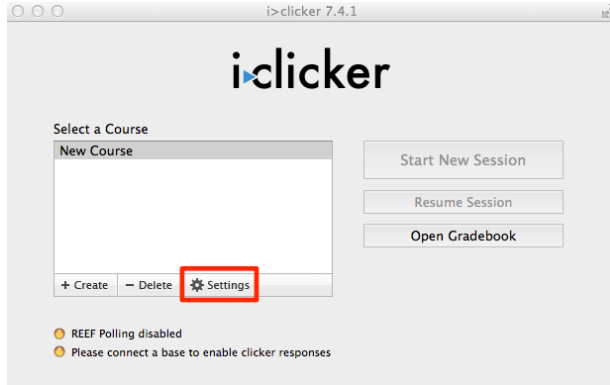 i>clicker 7.4.1
i▸clicker
Select a Course
New Course
Start New Session
Resume Session
Open Gradebook
+ Create
− Delete
Settings
REEF Polling disabled
Please connect a base to enable clicker responses